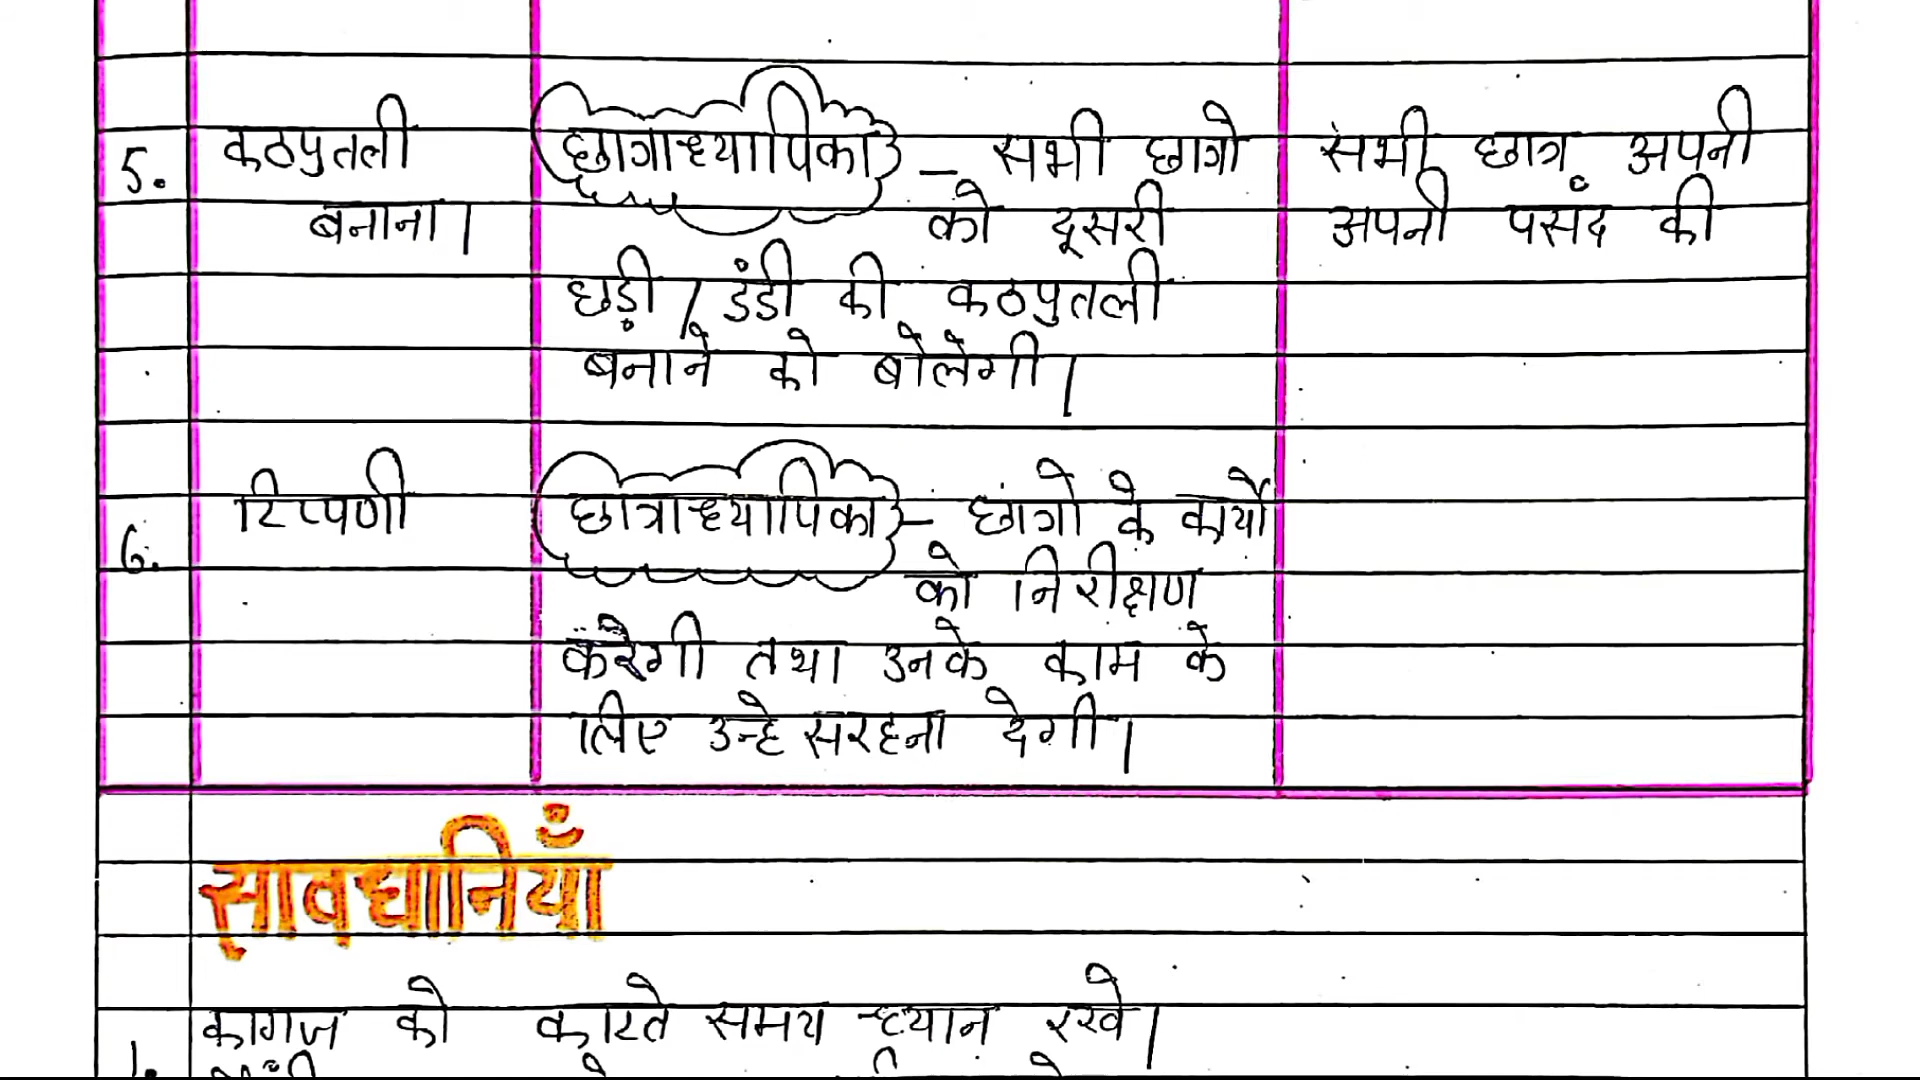 5. कठपुतली छात्राध्यापिका – सभी छात्रो सभी छात्र अपनी
बनाना। को दूसरी अपनी पसंद की
छड़ी / डंडी की कठपुतली
बनाने को बोलेगी।
6. टिप्पणी छात्राध्यापिका – छात्रो के कार्यो
को निरीक्षण
करेगी तथा उनके काम के
लिए उन्हे सरहना देगी।
सावधानियाँ
1. कागज को काटते समय ध्यान रखे।